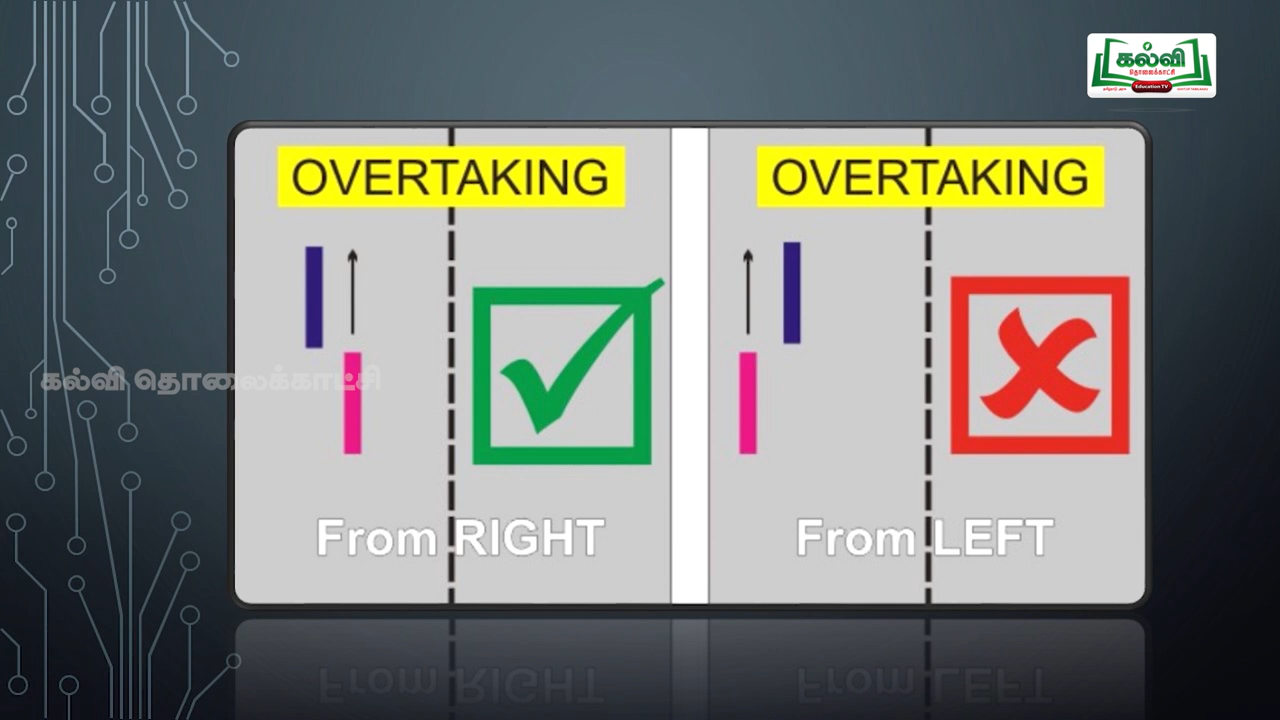 கல்வி
தொலைக்காட்சி
Education TV
OVERTAKING
OVERTAKING
கல்வி தொலைக்காட்சி
From RIGHT
From LEFT